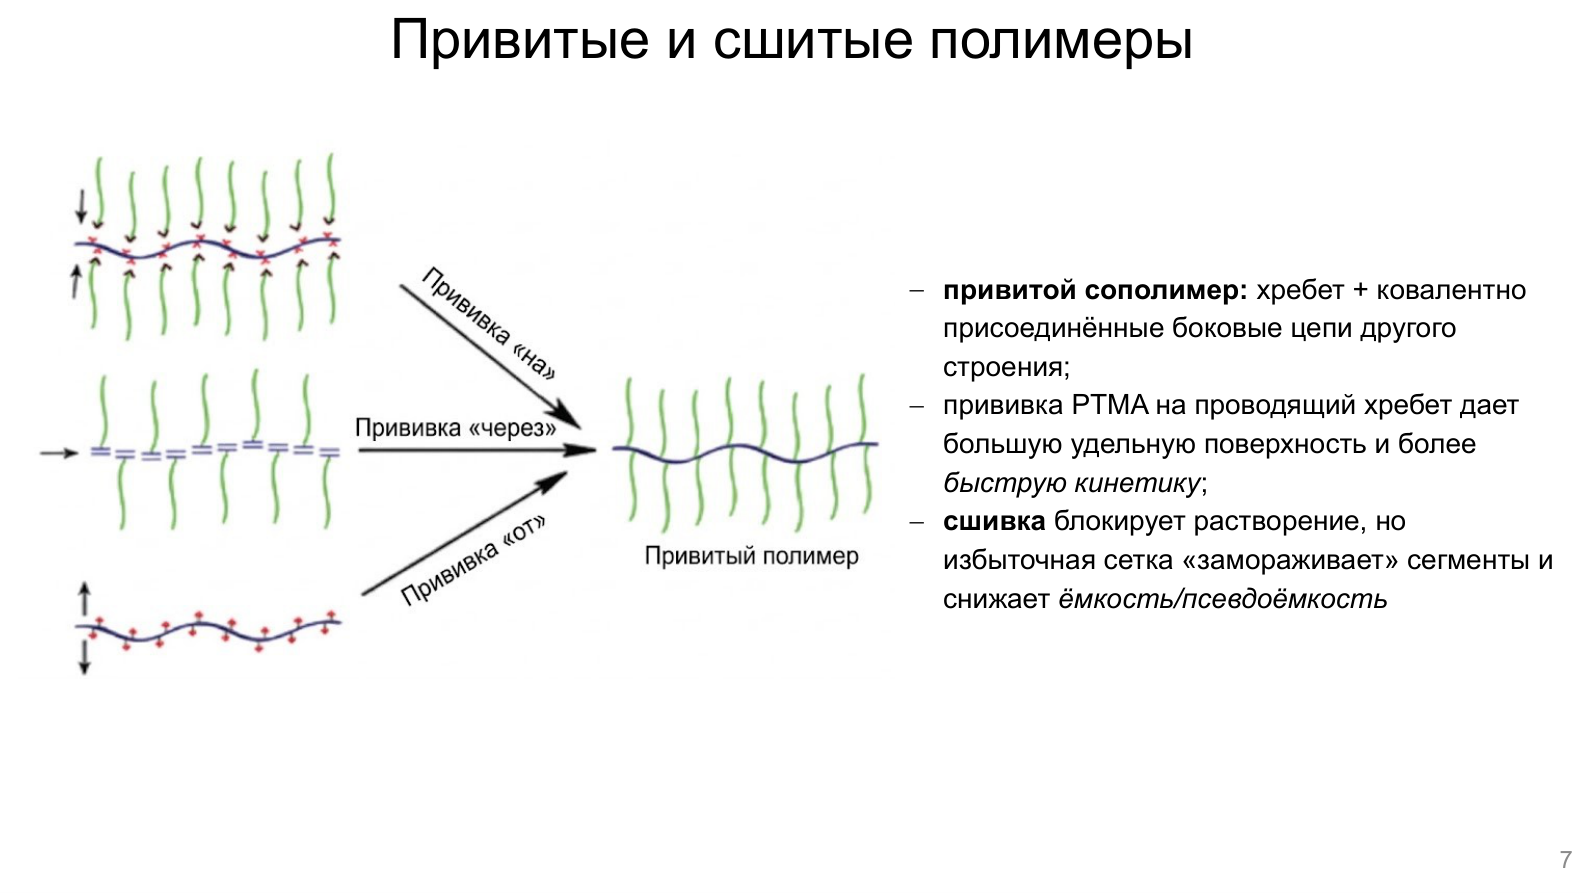 Привитые и сшитые полимеры
Прививка «на»
Прививка «через»
Прививка «от»
Привитый полимер
– привитой сополимер: хребет + ковалентно
присоединённые боковые цепи другого
строения;
– прививка PTMA на проводящий хребет дает
большую удельную поверхность и более
быструю кинетику;
– сшивка блокирует растворение, но
избыточная сетка «замораживает» сегменты и
снижает ёмкость/псевдоёмкость
7